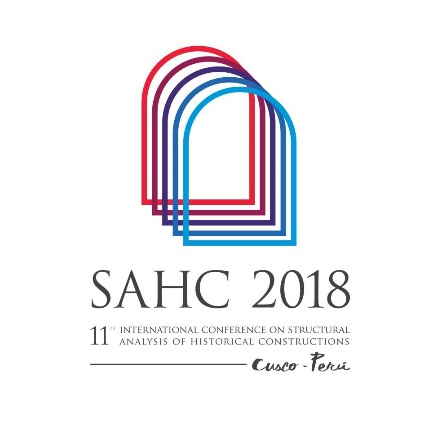 SAHC 2018
11TH INTERNATIONAL CONFERENCE ON STRUCTURAL
ANALYSIS OF HISTORICAL CONSTRUCTIONS
Cusco - Perú